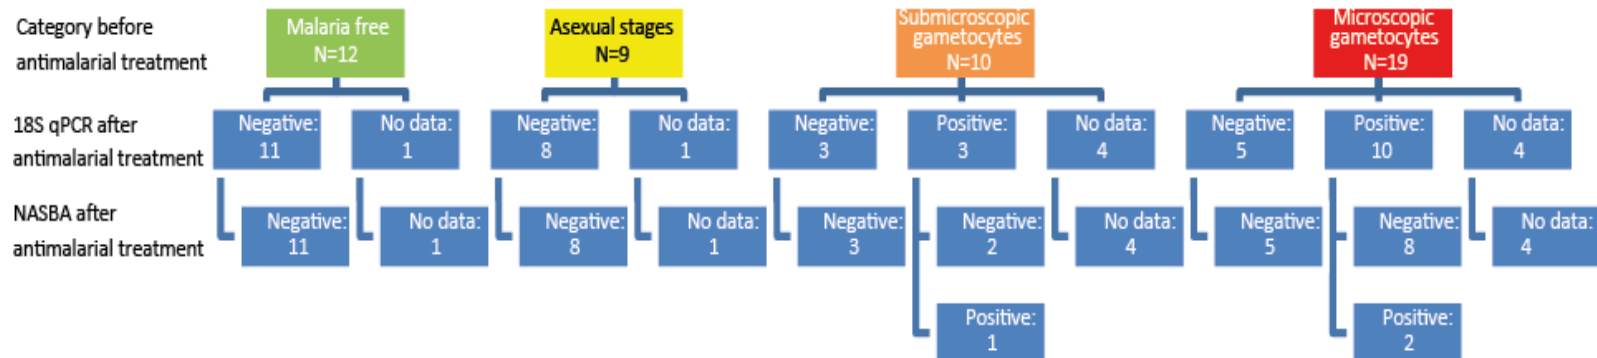 Category before
antimalarial treatment
Malaria free
N=12
Asexual stages
N=9
Submicroscopic
gametocytes
N=10
Microscopic
gametocytes
N=19
18S qPCR after
antimalarial treatment
Negative:
11
No data:
1
Negative:
8
No data:
1
Negative:
3
Positive:
3
No data:
4
Negative:
5
Positive:
10
No data:
4
NASBA after
antimalarial treatment
Negative:
11
No data:
1
Negative:
8
No data:
1
Negative:
3
Negative:
2
No data:
4
Negative:
5
Negative:
8
No data:
4
Positive:
1
Positive:
2